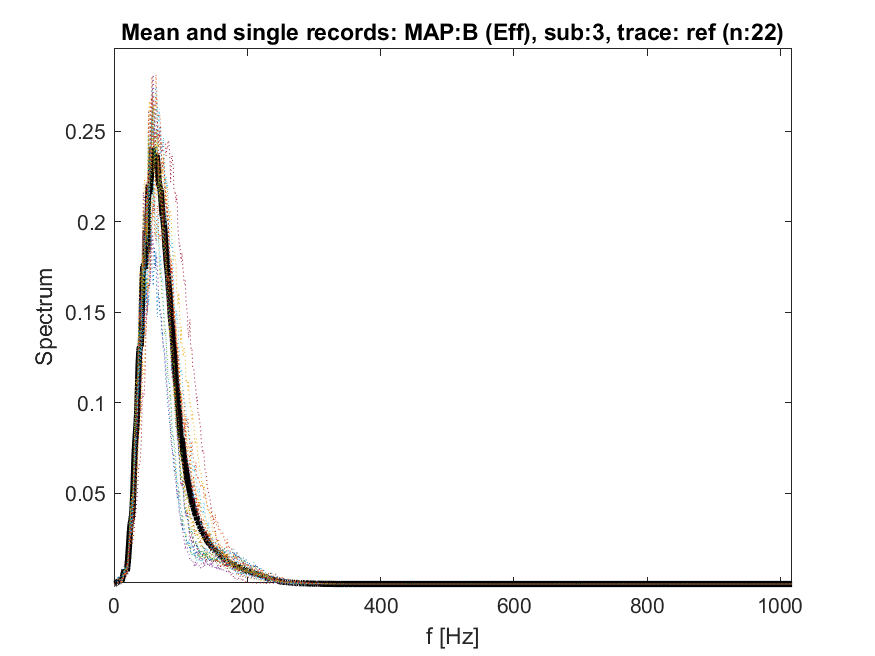 Mean and single records: MAP:B (Eff), sub:3, trace: ref (n:22)
0.25
0.2
0.15
0.1
0.05
Spectrum
0 200 400 600 800 1000
f [Hz]